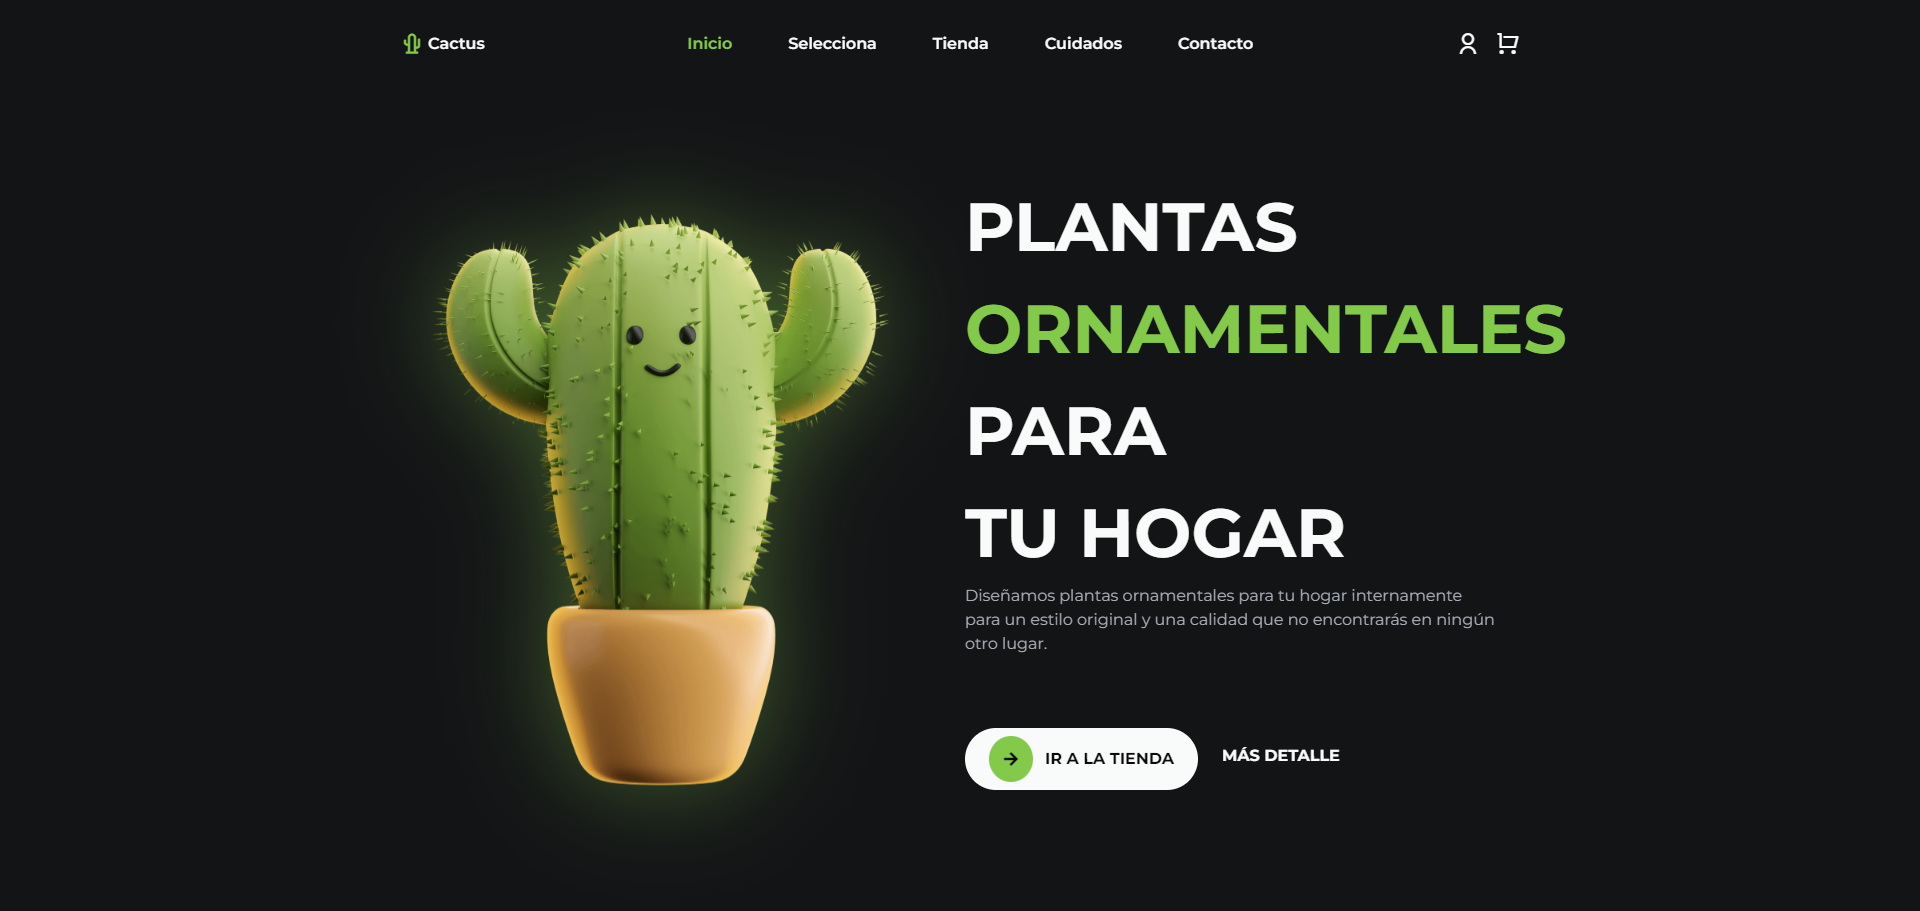 Cactus
Inicio
Selecciona
Tienda
Cuidados
Contacto
PLANTAS
ORNAMENTALES
PARA
TU HOGAR
Diseñamos plantas ornamentales para tu hogar internamente
para un estilo original y una calidad que no encontrarás en ningún
otro lugar.
IR A LA TIENDA
MÁS DETALLE